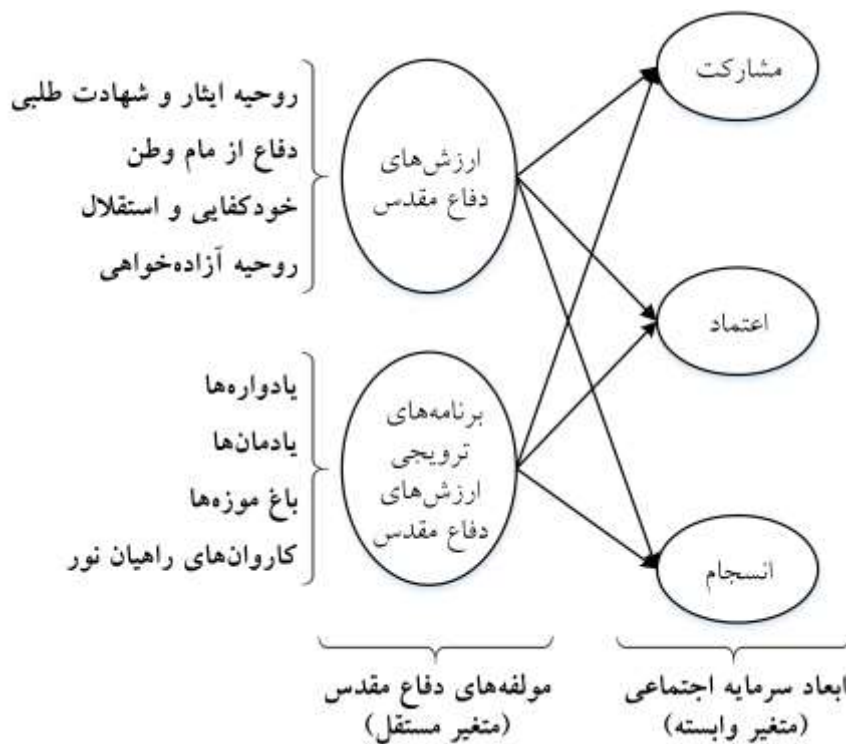 مشارکت
ارزش‌های
دفاع مقدس
روحیه ایثار و شهادت طلبی
دفاع از مام وطن
خودکفایی و استقلال
روحیه آزاده‌خواهی
اعتماد
برنامه‌های
ترویجی
ارزش‌های
دفاع مقدس
یادواره‌ها
یادمان‌ها
باغ موزه‌ها
کاروان‌های راهیان نور
انسجام
ابعاد سرمایه اجتماعی
(متغیر وابسته)
مولفه‌های دفاع مقدس
(متغیر مستقل)